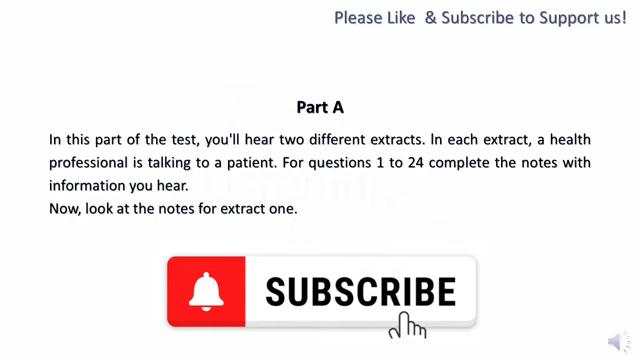 Please Like & Subscribe to Support us!
Part A
In this part of the test, you'll hear two different extracts. In each extract, a health
professional is talking to a patient. For questions 1 to 24 complete the notes with
information you hear.
Now, look at the notes for extract one.
SUBSCRIBE